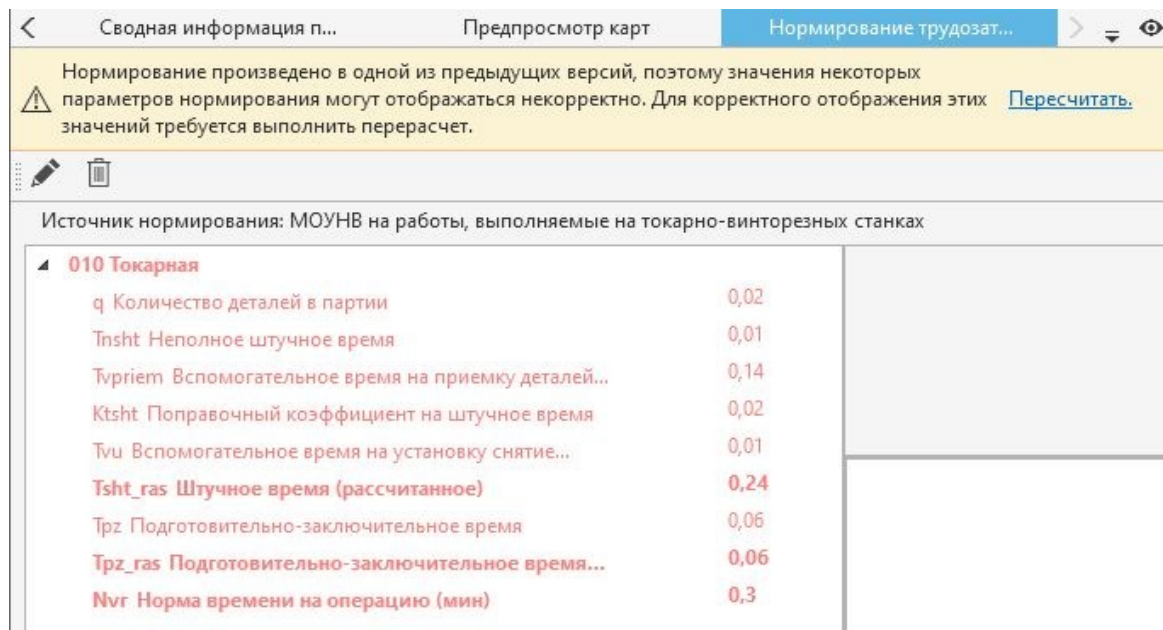 Сводная информация п... Предпросмотр карт Нормирование трудозат...
Нормирование произведено в одной из предыдущих версий, поэтому значения некоторых
параметров нормирования могут отображаться некорректно. Для корректного отображения этих Пересчитать.
значений требуется выполнить перерасчет.
Источник нормирования: МОУНВ на работы, выполняемые на токарно-винторезных станках
010 Токарная
q Количество деталей в партии 0,02
Tnsht Неполное штучное время 0,01
Tvpriem Вспомогательное время на приемку деталей... 0,14
Ktsht Поправочный коэффициент на штучное время 0,02
Tvu Вспомогательное время на установку снятие... 0,01
Tsht_ras Штучное время (рассчитанное) 0,24
Tpz Подготовительно-заключительное время 0,06
Tpz_ras Подготовительно-заключительное время... 0,06
Nvr Норма времени на операцию (мин) 0,3